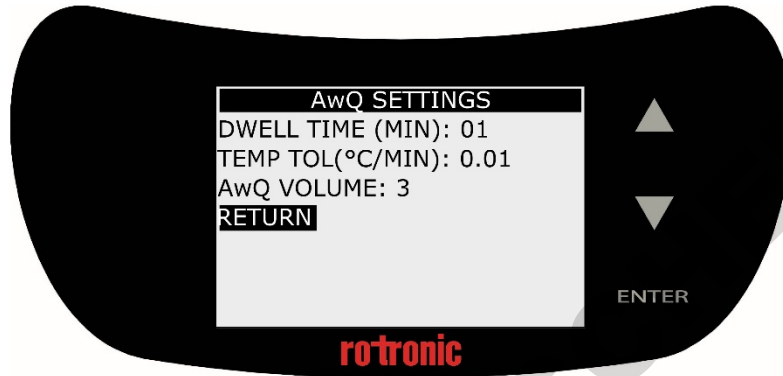 AwQ SETTINGS
DWELL TIME (MIN): 01
TEMP TOL(°C/MIN): 0.01
AwQ VOLUME: 3
RETURN
ENTER
rotronic